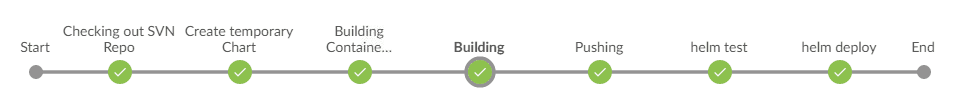 Start
Checking out SVN
Repo
Create temporary
Chart
Building
Containe...
Building
Pushing
helm test
helm deploy
End